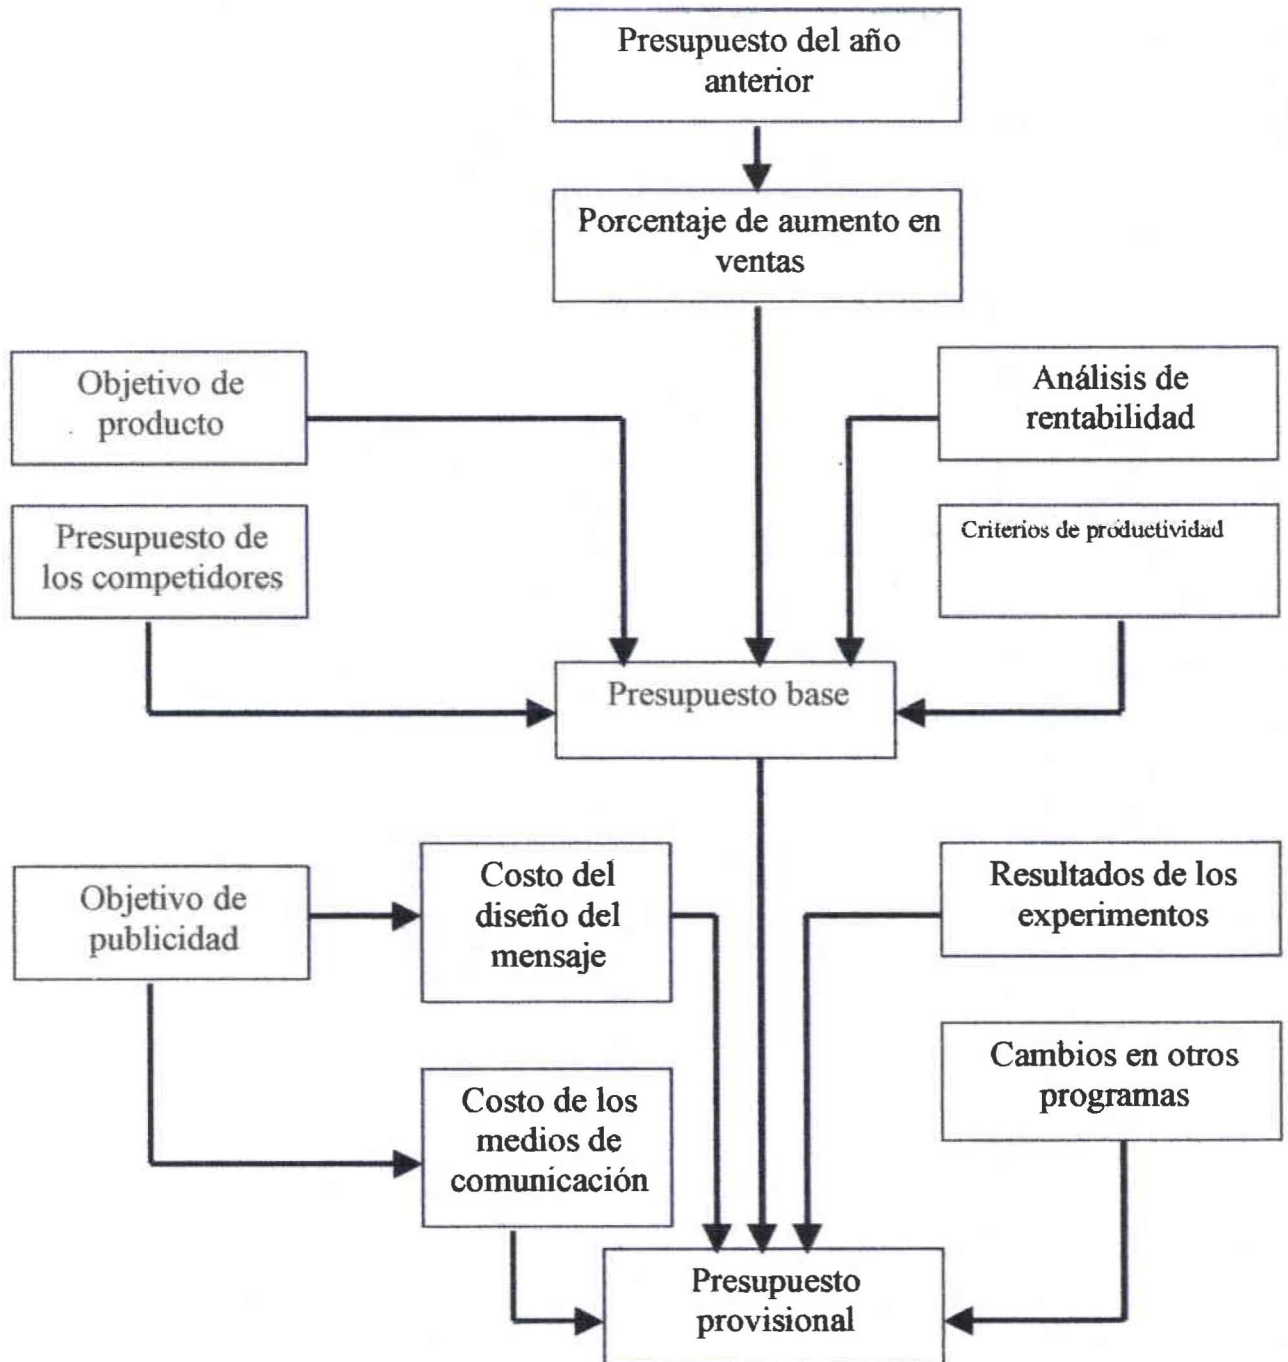 Presupuesto del año
anterior
Porcentaje de aumento en
ventas
Objetivo de
producto
Análisis de
rentabilidad
Presupuesto de
los competidores
Criterios de productividad
Presupuesto base
Objetivo de
publicidad
Costo del
diseño del
mensaje
Resultados de los
experimentos
Costo de los
medios de
comunicación
Cambios en otros
programas
Presupuesto
provisional